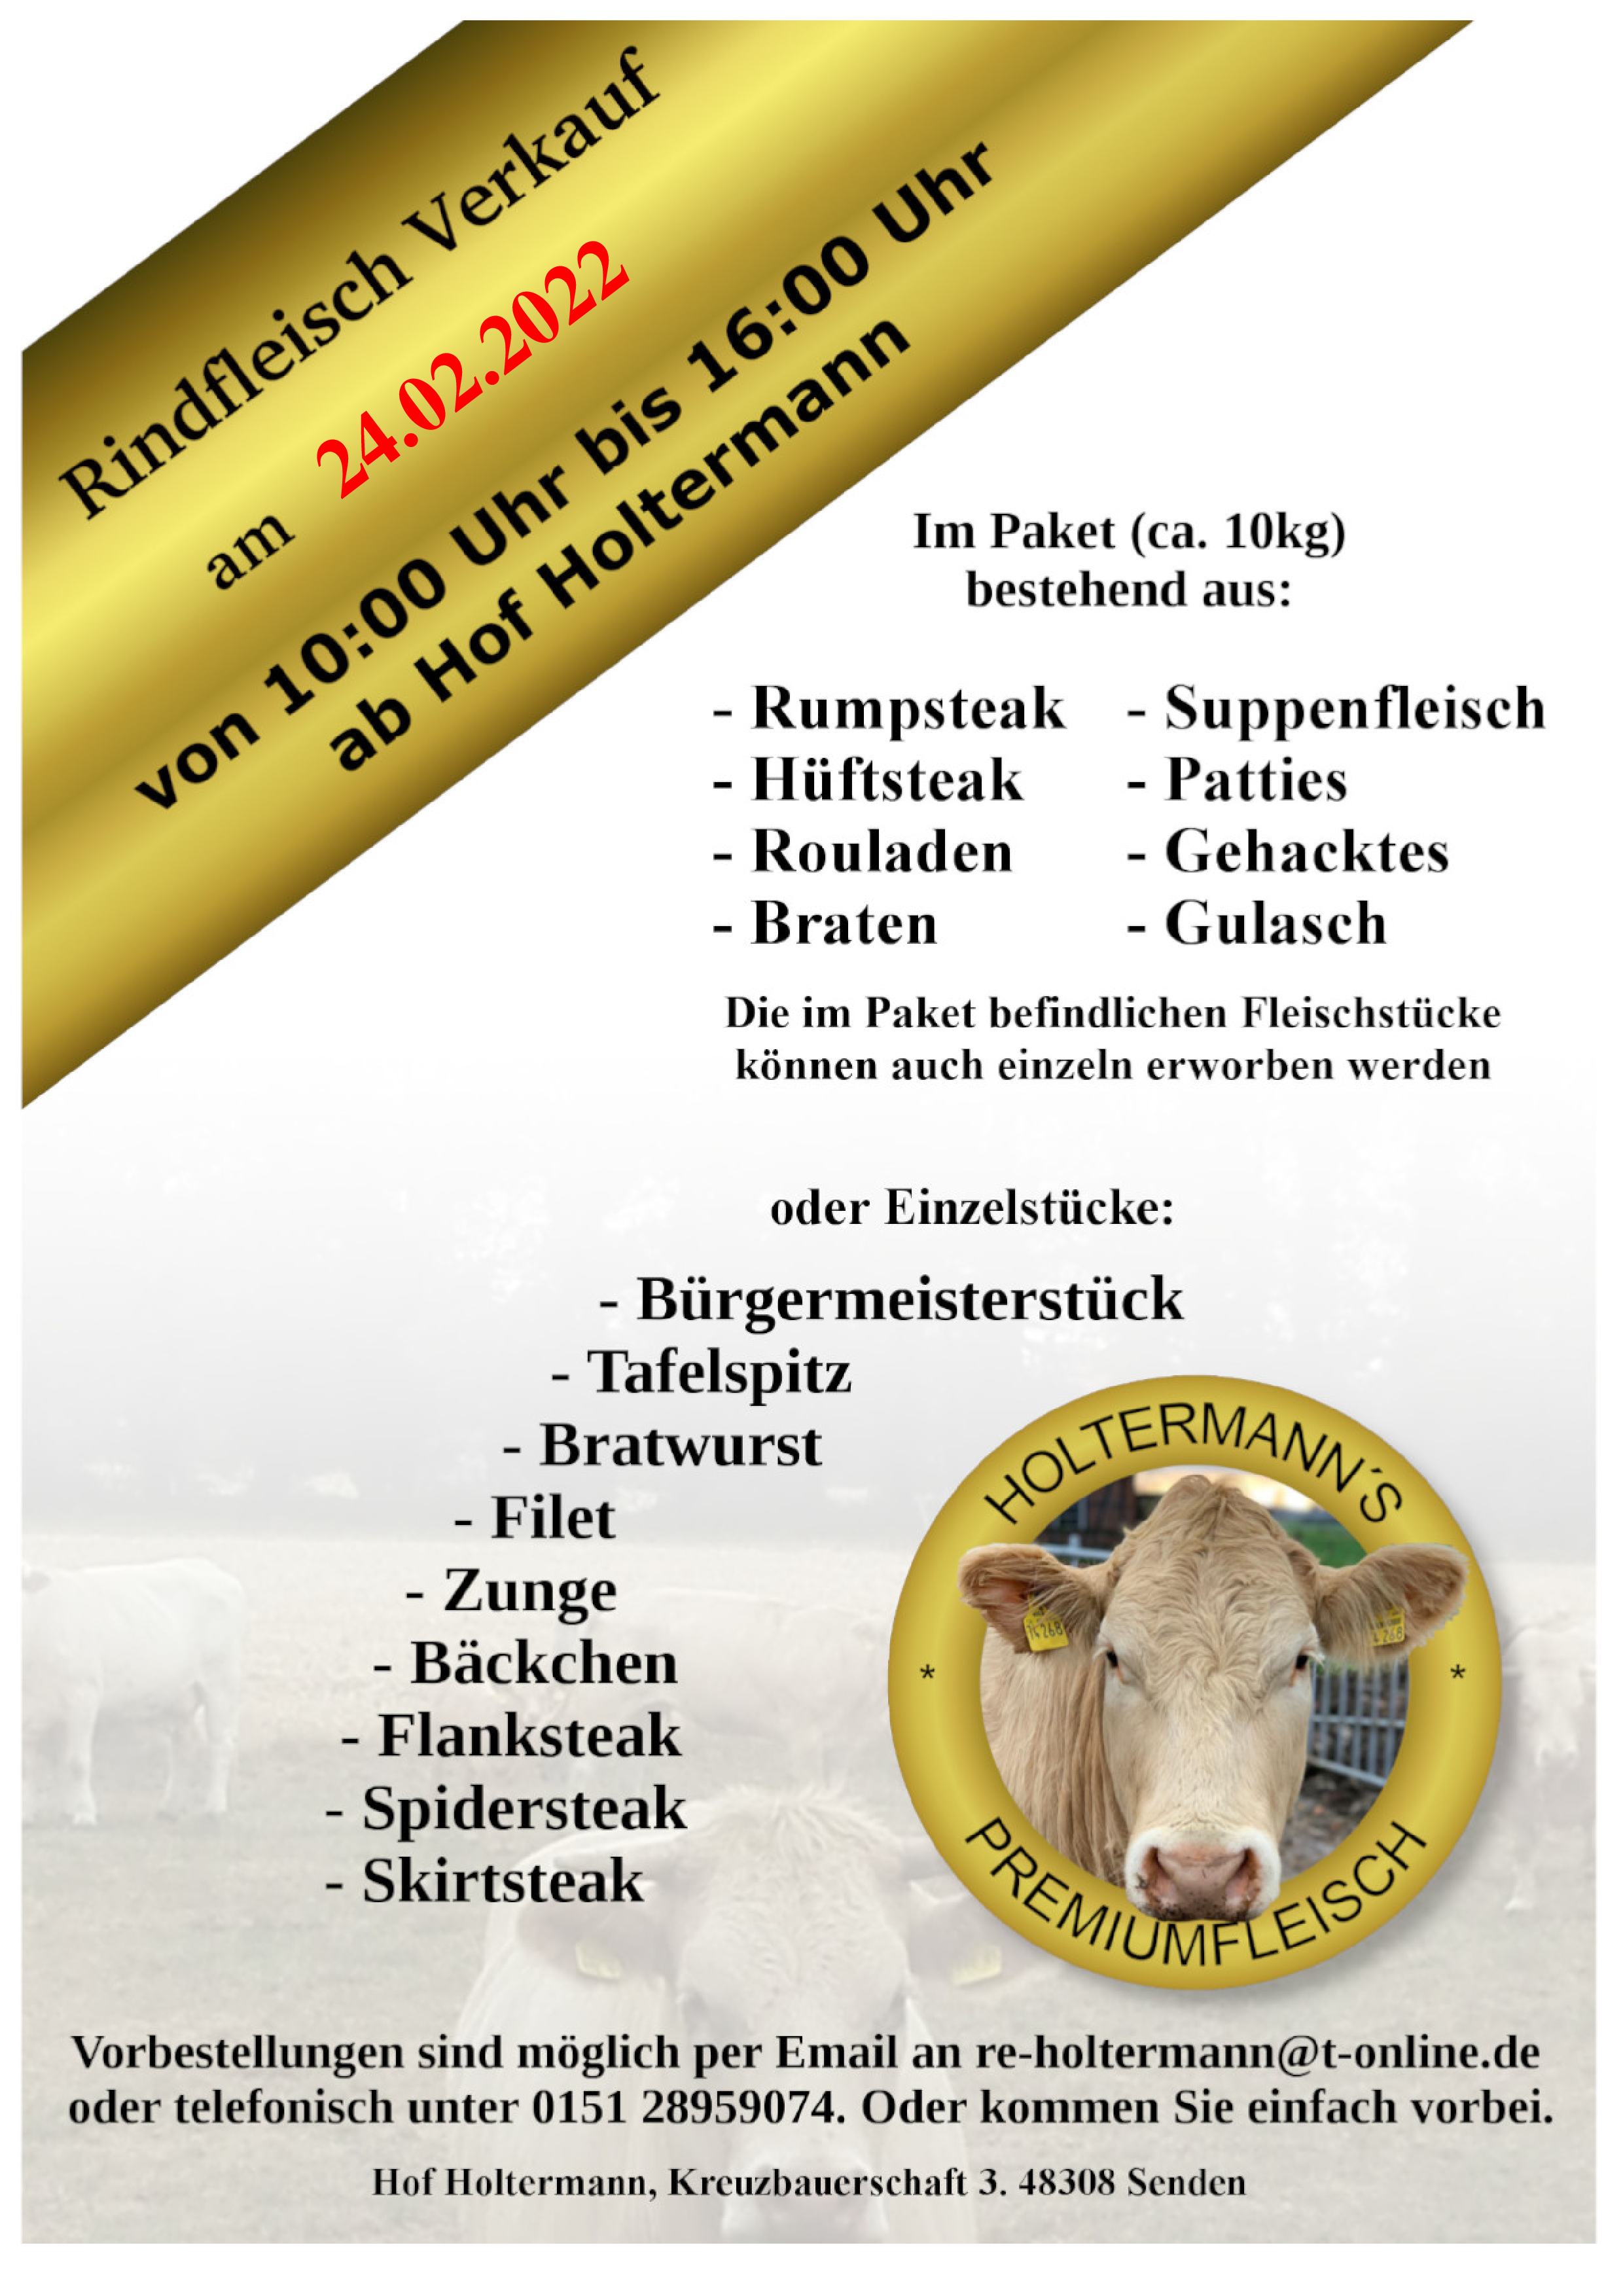 Rindfleisch Verkauf
am 24.02.2022
von 10:00 Uhr bis 16:00 Uhr
ab Hof Holtermann
Im Paket (ca. 10kg)
bestehend aus:
- Rumpsteak
- Hüftsteak
- Rouladen
- Braten
- Suppenfleisch
- Patties
- Gehacktes
- Gulasch
Die im Paket befindlichen Fleischstücke
können auch einzeln erworben werden
oder Einzelstücke:
- Bürgermeisterstück
- Tafelspitz
- Bratwurst
- Filet
- Zunge
- Bäckchen
- Flanksteak
- Spidersteak
- Skirtsteak
HOLTERMANN´S
* *
PREMIUMFLEISCH
Vorbestellungen sind möglich per Email an re-holtermann@t-online.de
oder telefonisch unter 0151 28959074. Oder kommen Sie einfach vorbei.
Hof Holtermann, Kreuzbauerschaft 3. 48308 Senden